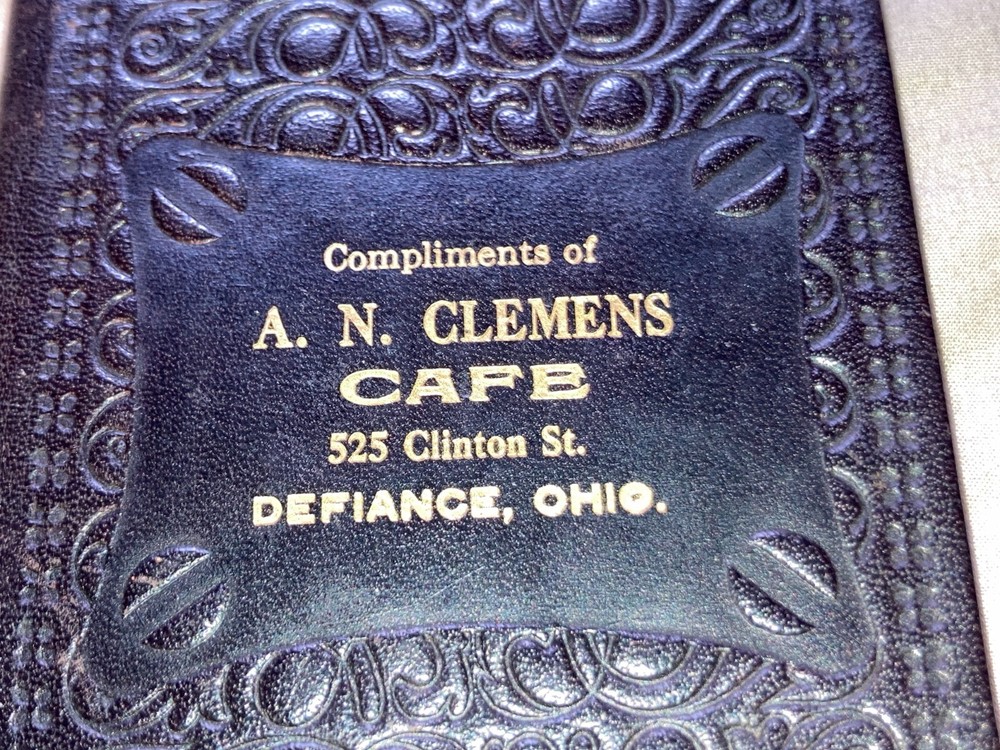 Compliments of
A. N. CLEMENS
CAFE
525 Clinton St.
DEFIANCE, OHIO.